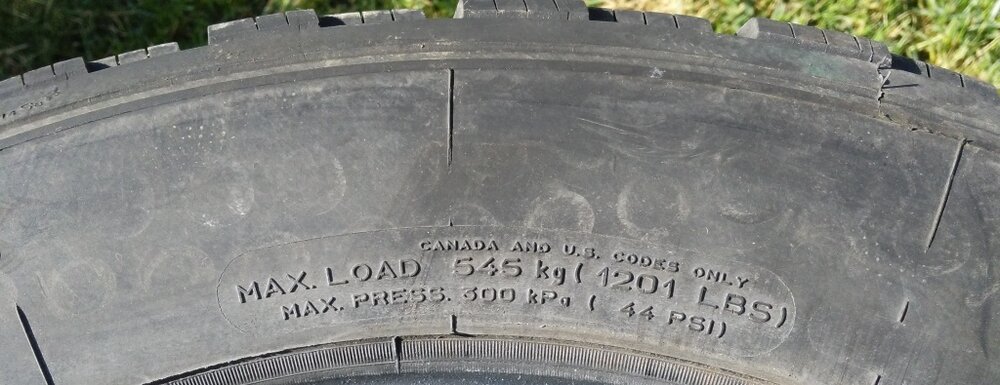 CANADA AND U.S. CODES ONLY
MAX. LOAD 545 kg ( 1201 LBS)
MAX. PRESS. 300 kPa ( 44 PSI)